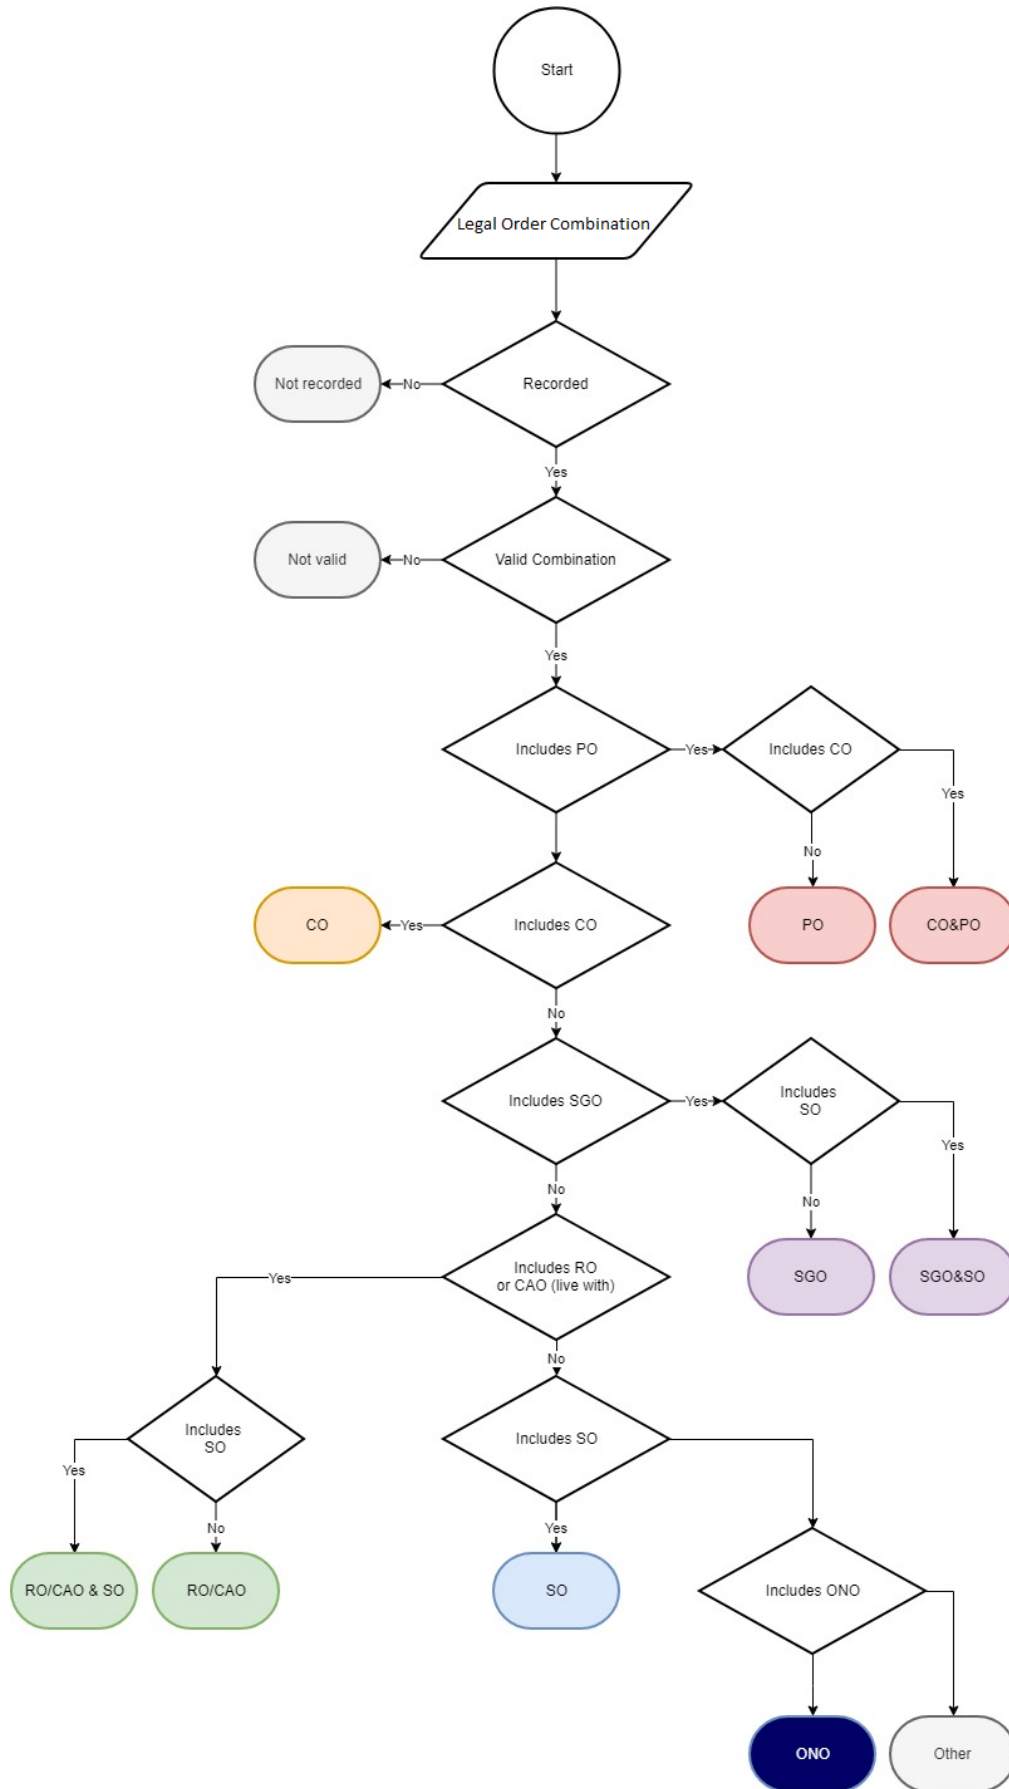 Start
Legal Order Combination
Recorded
No
Not recorded
Yes
Valid Combination
No
Not valid
Yes
Includes PO
Yes
Includes CO
Yes
No
PO
CO&PO
Includes CO
Yes
CO
No
Includes SGO
Yes
Includes
SO
Yes
No
SGO
SGO&SO
No
Includes RO
or CAO (live with)
Yes
No
Includes
SO
Yes
No
RO/CAO & SO
RO/CAO
Includes SO
Yes
SO
Includes ONO
ONO
Other